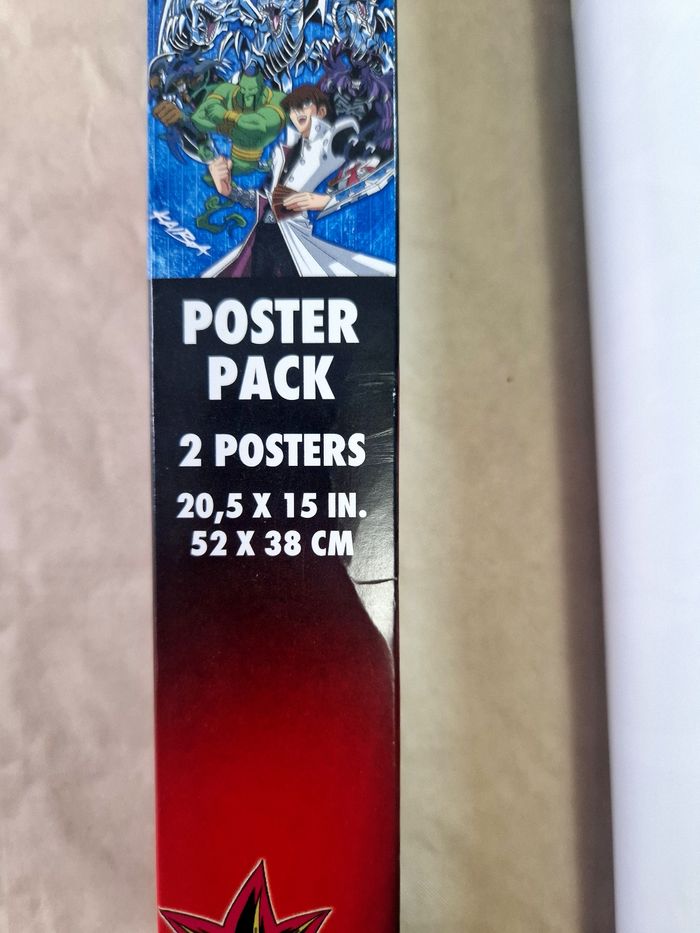 KAIBA
POSTER
PACK
2 POSTERS
20,5 X 15 IN.
52 X 38 CM